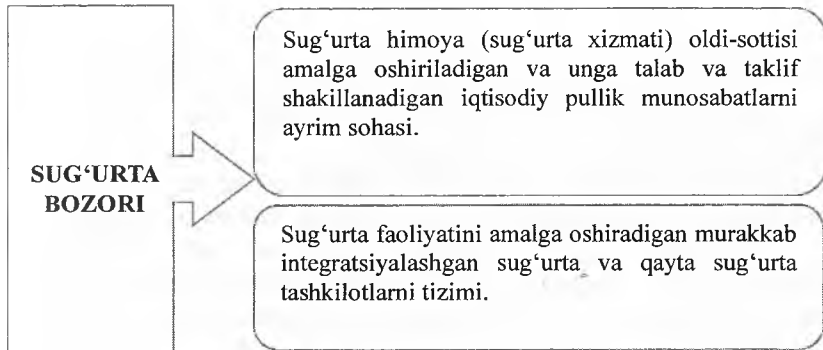 SUG‘URTA
BOZORI
Sug‘urta himoya (sug‘urta xizmati) oldi-sottisi
amalga oshiriladigan va unga talab va taklif
shakillanadigan iqtisodiy pullik munosabatlarni
ayrim sohasi.
Sug‘urta faoliyatini amalga oshiradigan murakkab
integratsiyalashgan sug‘urta va qayta sug‘urta
tashkilotlarni tizimi.